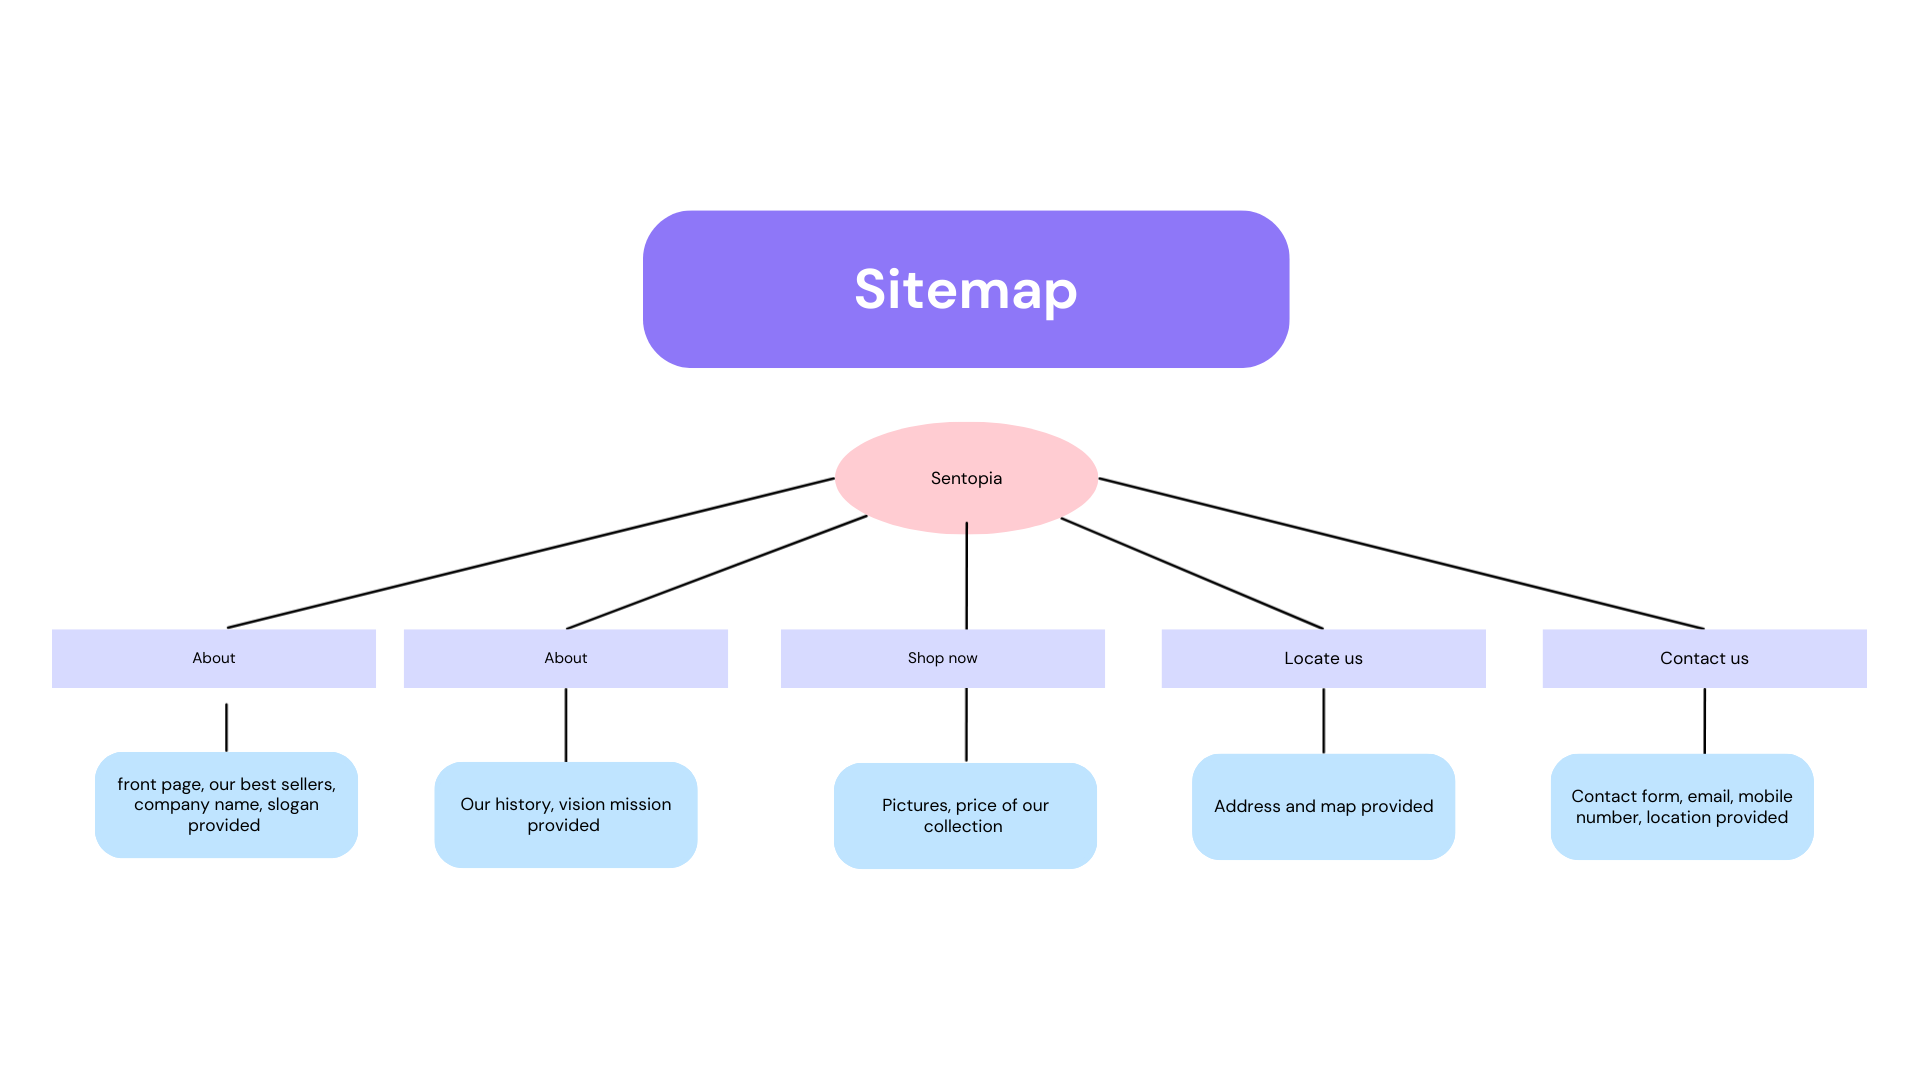 Sitemap
Sentopia
About
About
Shop now
Locate us
Contact us
front page, our best sellers,
company name, slogan
provided
Our history, vision mission
provided
Pictures, price of our
collection
Address and map provided
Contact form, email, mobile
number, location provided